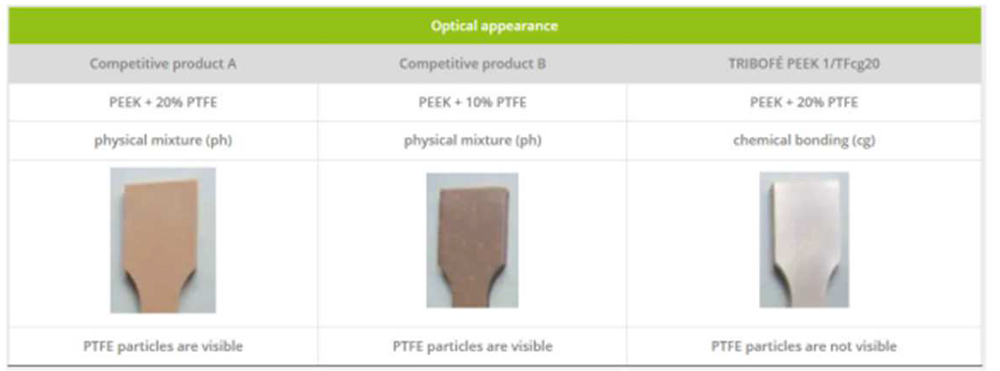 Optical appearance
Competitive product A Competitive product B TRIBOFÉ PEEK 1/TFcg20
PEEK + 20% PTFE PEEK + 10% PTFE PEEK + 20% PTFE
physical mixture (ph) physical mixture (ph) chemical bonding (cg)
PTFE particles are visible PTFE particles are visible PTFE particles are not visible